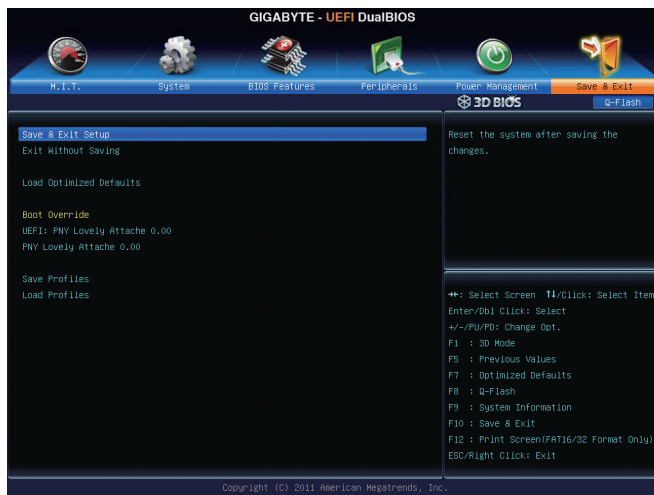 GIGABYTE - UEFI DualBIOS
M.I.T. System BIOS Features Peripherals Power Management Save & Exit
3D BIOS Q-Flash
Save & Exit Setup
Exit Without Saving
Load Optimized Defaults
Boot Override
UEFI: PNY Lovely Attache 0.00
PNY Lovely Attache 0.00
Save Profiles
Load Profiles
Reset the system after saving the
changes.
→←: Select Screen ↑↓/Click: Select Item
Enter/Dbl Click: Select
+/-/PU/PD: Change Opt.
F1 : 3D Mode
F5 : Previous Values
F7 : Optimized Defaults
F8 : Q-Flash
F9 : System Information
F10 : Save & Exit
F12 : Print Screen(FAT16/32 Format Only)
ESC/Right Click: Exit
Copyright (C) 2011 American Megatrends, Inc.